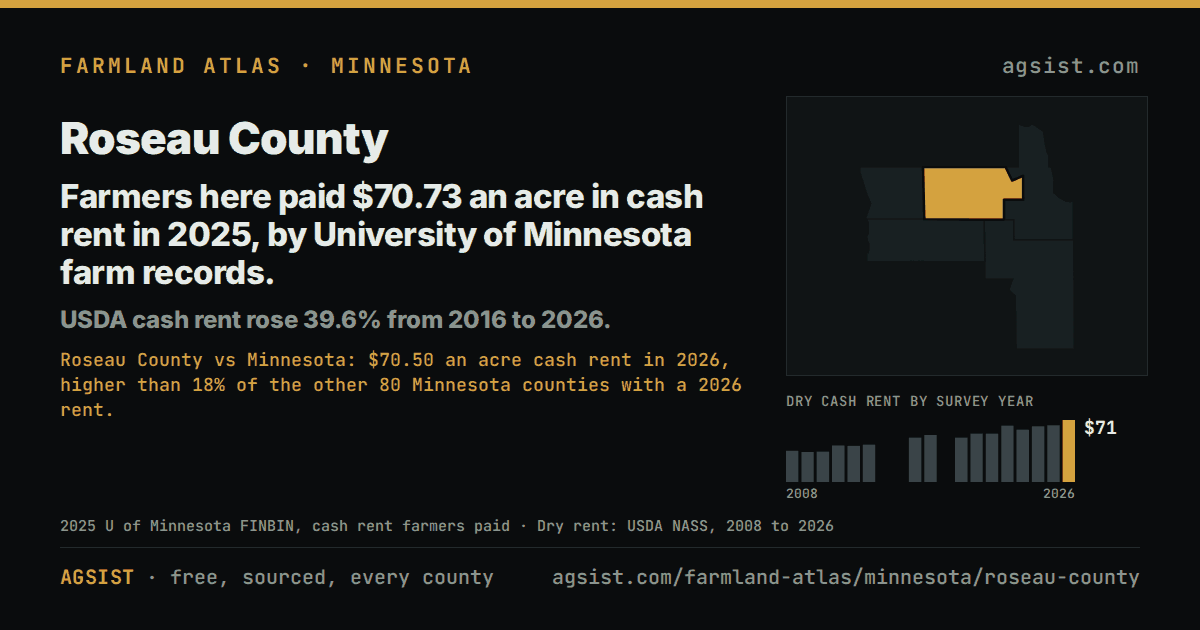 FARMLAND ATLAS · MINNESOTA
agsist.com
Roseau County
Farmers here paid $70.73 an acre in cash
rent in 2025, by University of Minnesota
farm records.
USDA cash rent rose 39.6% from 2016 to 2026.
Roseau County vs Minnesota: $70.50 an acre cash rent in 2026,
higher than 18% of the other 80 Minnesota counties with a 2026
rent.
DRY CASH RENT BY SURVEY YEAR
$71
2008
2026
2025 U of Minnesota FINBIN, cash rent farmers paid · Dry rent: USDA NASS, 2008 to 2026
AGSIST · free, sourced, every county
agsist.com/farmland-atlas/minnesota/roseau-county